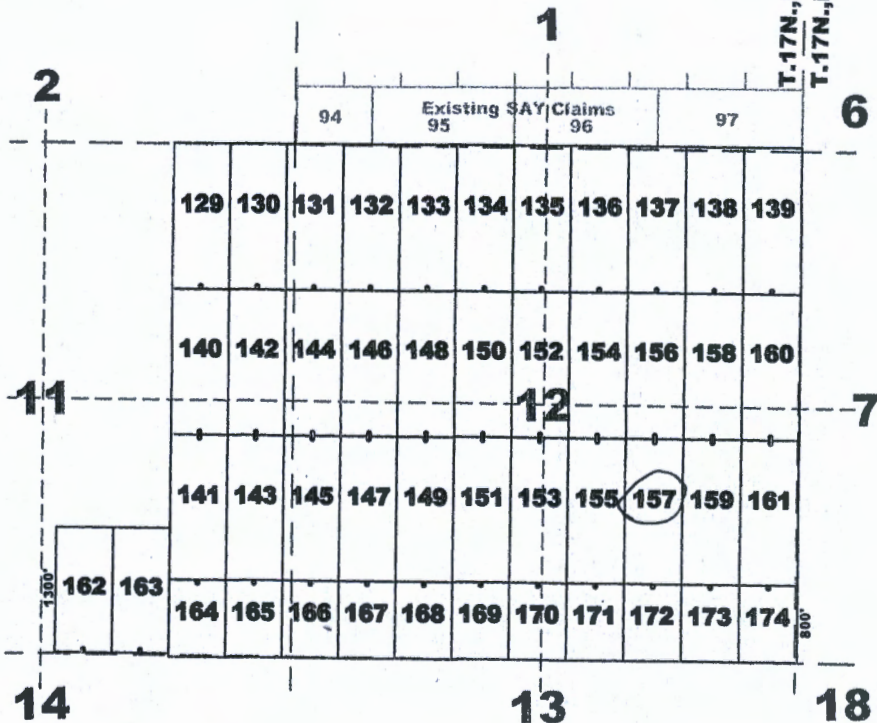 T.17N.,
T.17N.,
1
2
6
Existing SAY Claims
94 95 96 97
129 130 131 132 133 134 135 136 137 138 139
140 142 144 146 148 150 152 154 156 158 160
11 12 7
141 143 145 147 149 151 153 155 157 159 161
1300' 162 163
164 165 166 167 168 169 170 171 172 173 174 800'
14 13 18